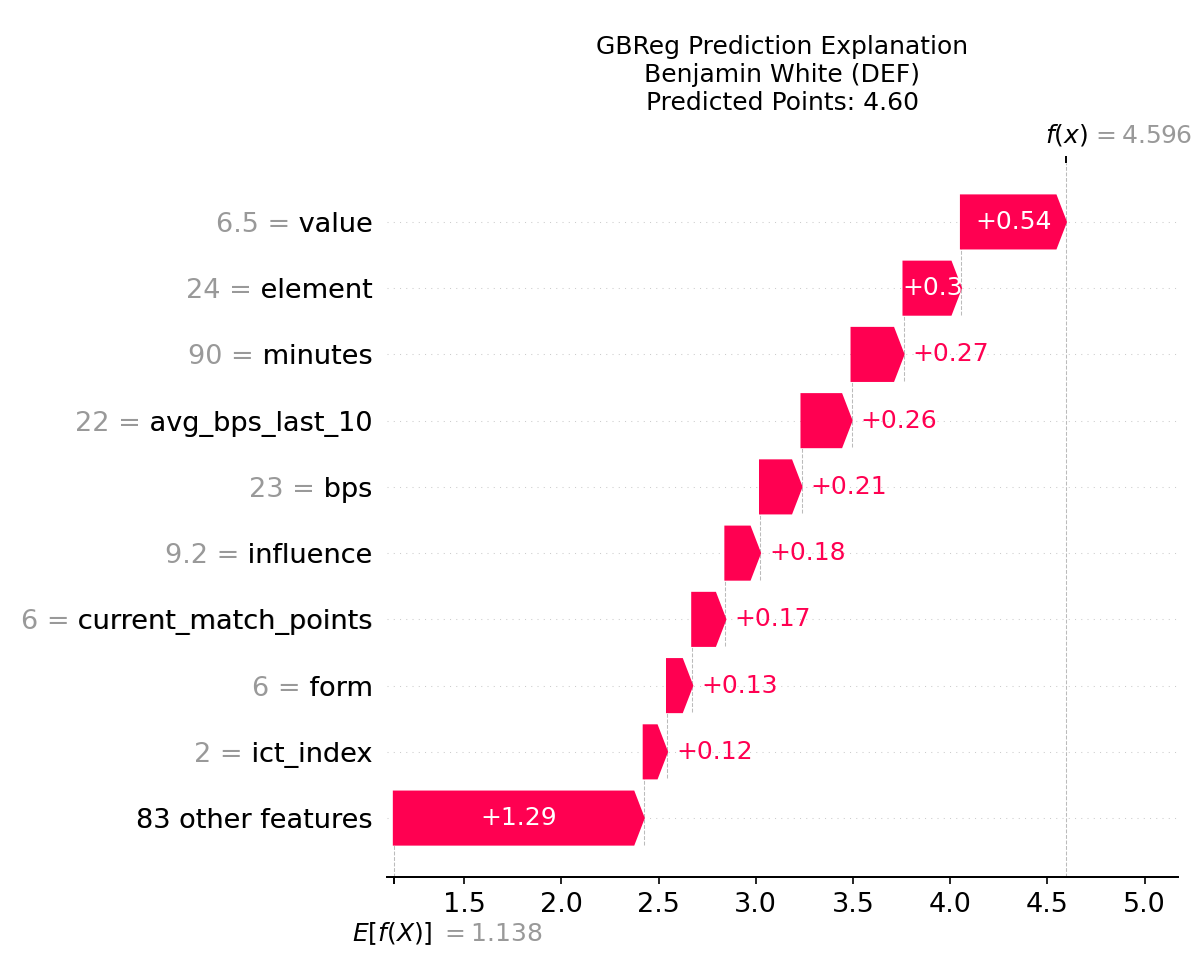 GBReg Prediction Explanation
Benjamin White (DEF)
Predicted Points: 4.60
f(x) = 4.596
6.5 = value
+0.54
24 = element
+0.3
90 = minutes
+0.27
22 = avg_bps_last_10
+0.26
23 = bps
+0.21
9.2 = influence
+0.18
6 = current_match_points
+0.17
6 = form
+0.13
2 = ict_index
+0.12
83 other features
+1.29
1.5 2.0 2.5 3.0 3.5 4.0 4.5 5.0
E[f(X)] = 1.138